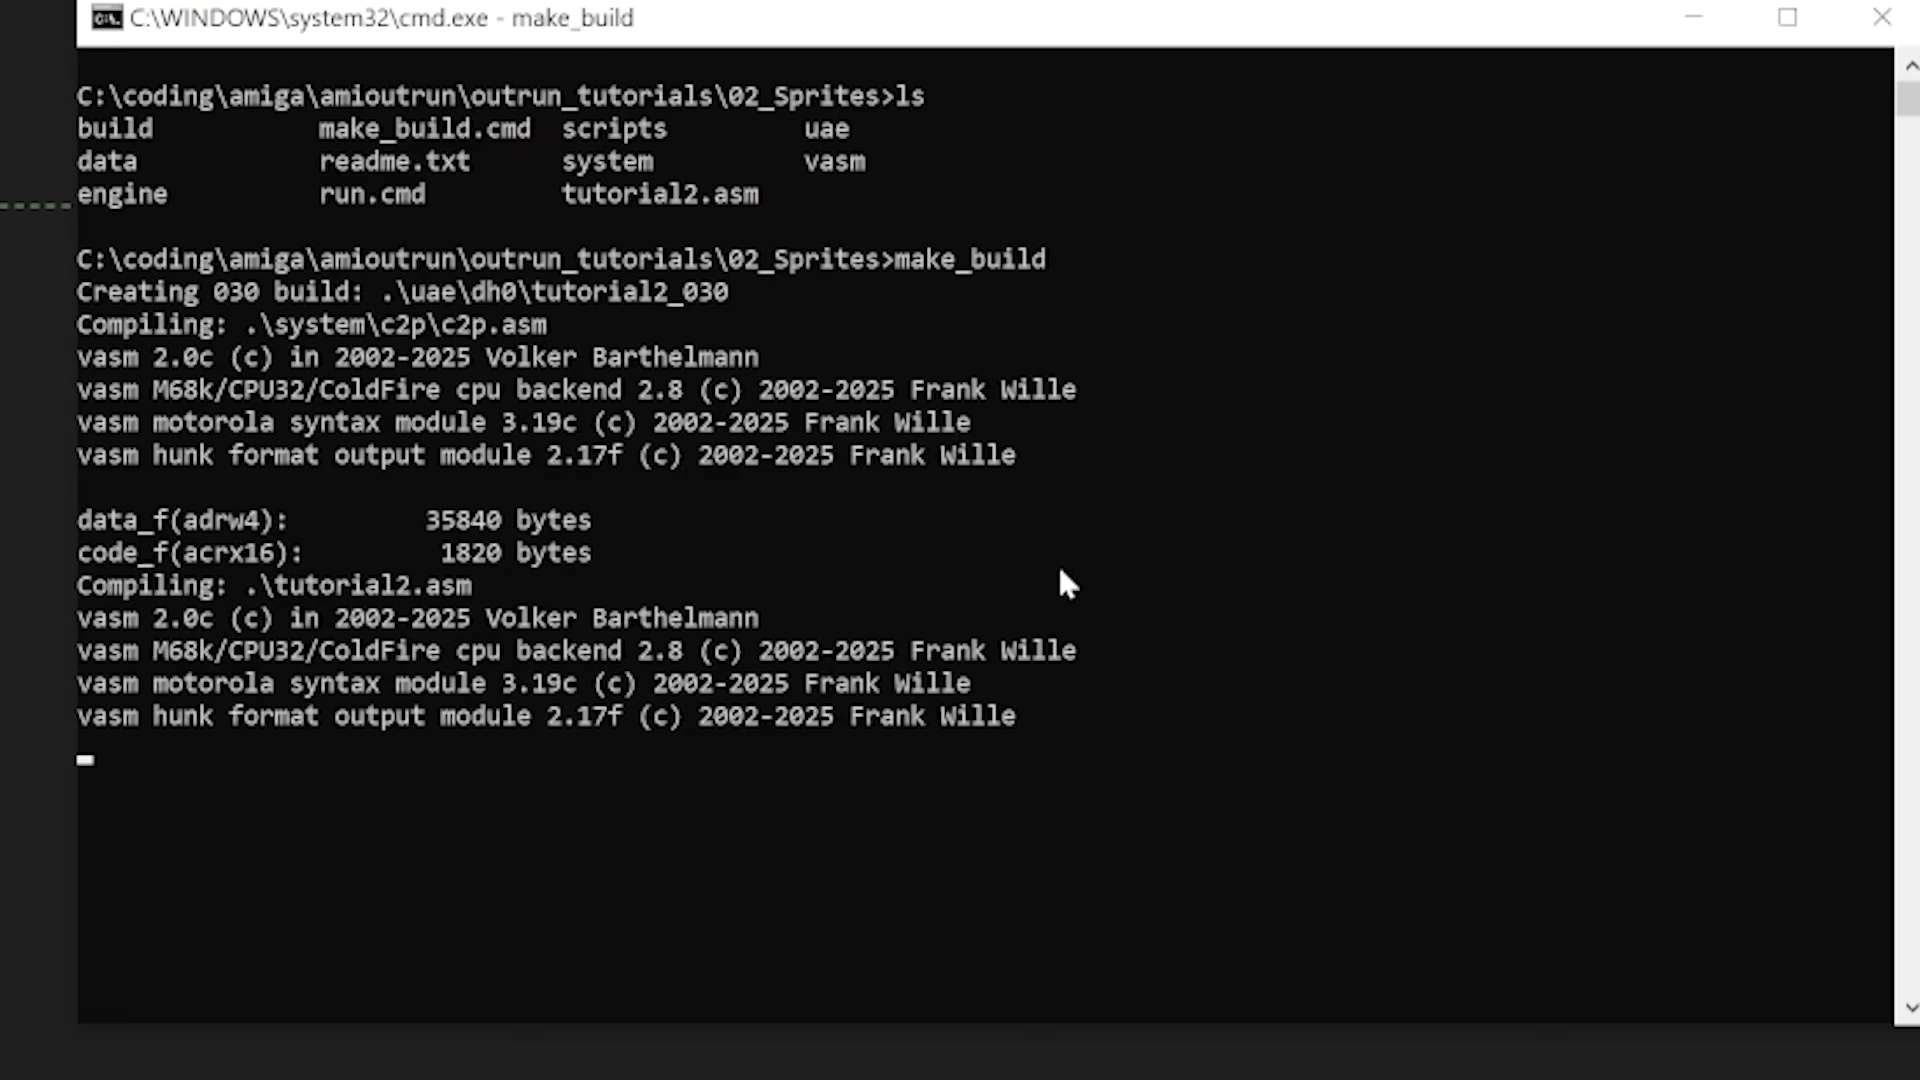 C:\WINDOWS\system32\cmd.exe - make_build
C:\coding\amiga\amioutrun\outrun_tutorials\02_Sprites>ls
build make_build.cmd scripts uae
data readme.txt system vasm
engine run.cmd tutorial2.asm
C:\coding\amiga\amioutrun\outrun_tutorials\02_Sprites>make_build
Creating 030 build: .\uae\dh0\tutorial2_030
Compiling: .\system\c2p\c2p.asm
vasm 2.0c (c) in 2002-2025 Volker Barthelmann
vasm M68k/CPU32/ColdFire cpu backend 2.8 (c) 2002-2025 Frank Wille
vasm motorola syntax module 3.19c (c) 2002-2025 Frank Wille
vasm hunk format output module 2.17f (c) 2002-2025 Frank Wille
data_f(adrw4): 35840 bytes
code_f(acrx16): 1820 bytes
Compiling: .\tutorial2.asm
vasm 2.0c (c) in 2002-2025 Volker Barthelmann
vasm M68k/CPU32/ColdFire cpu backend 2.8 (c) 2002-2025 Frank Wille
vasm motorola syntax module 3.19c (c) 2002-2025 Frank Wille
vasm hunk format output module 2.17f (c) 2002-2025 Frank Wille